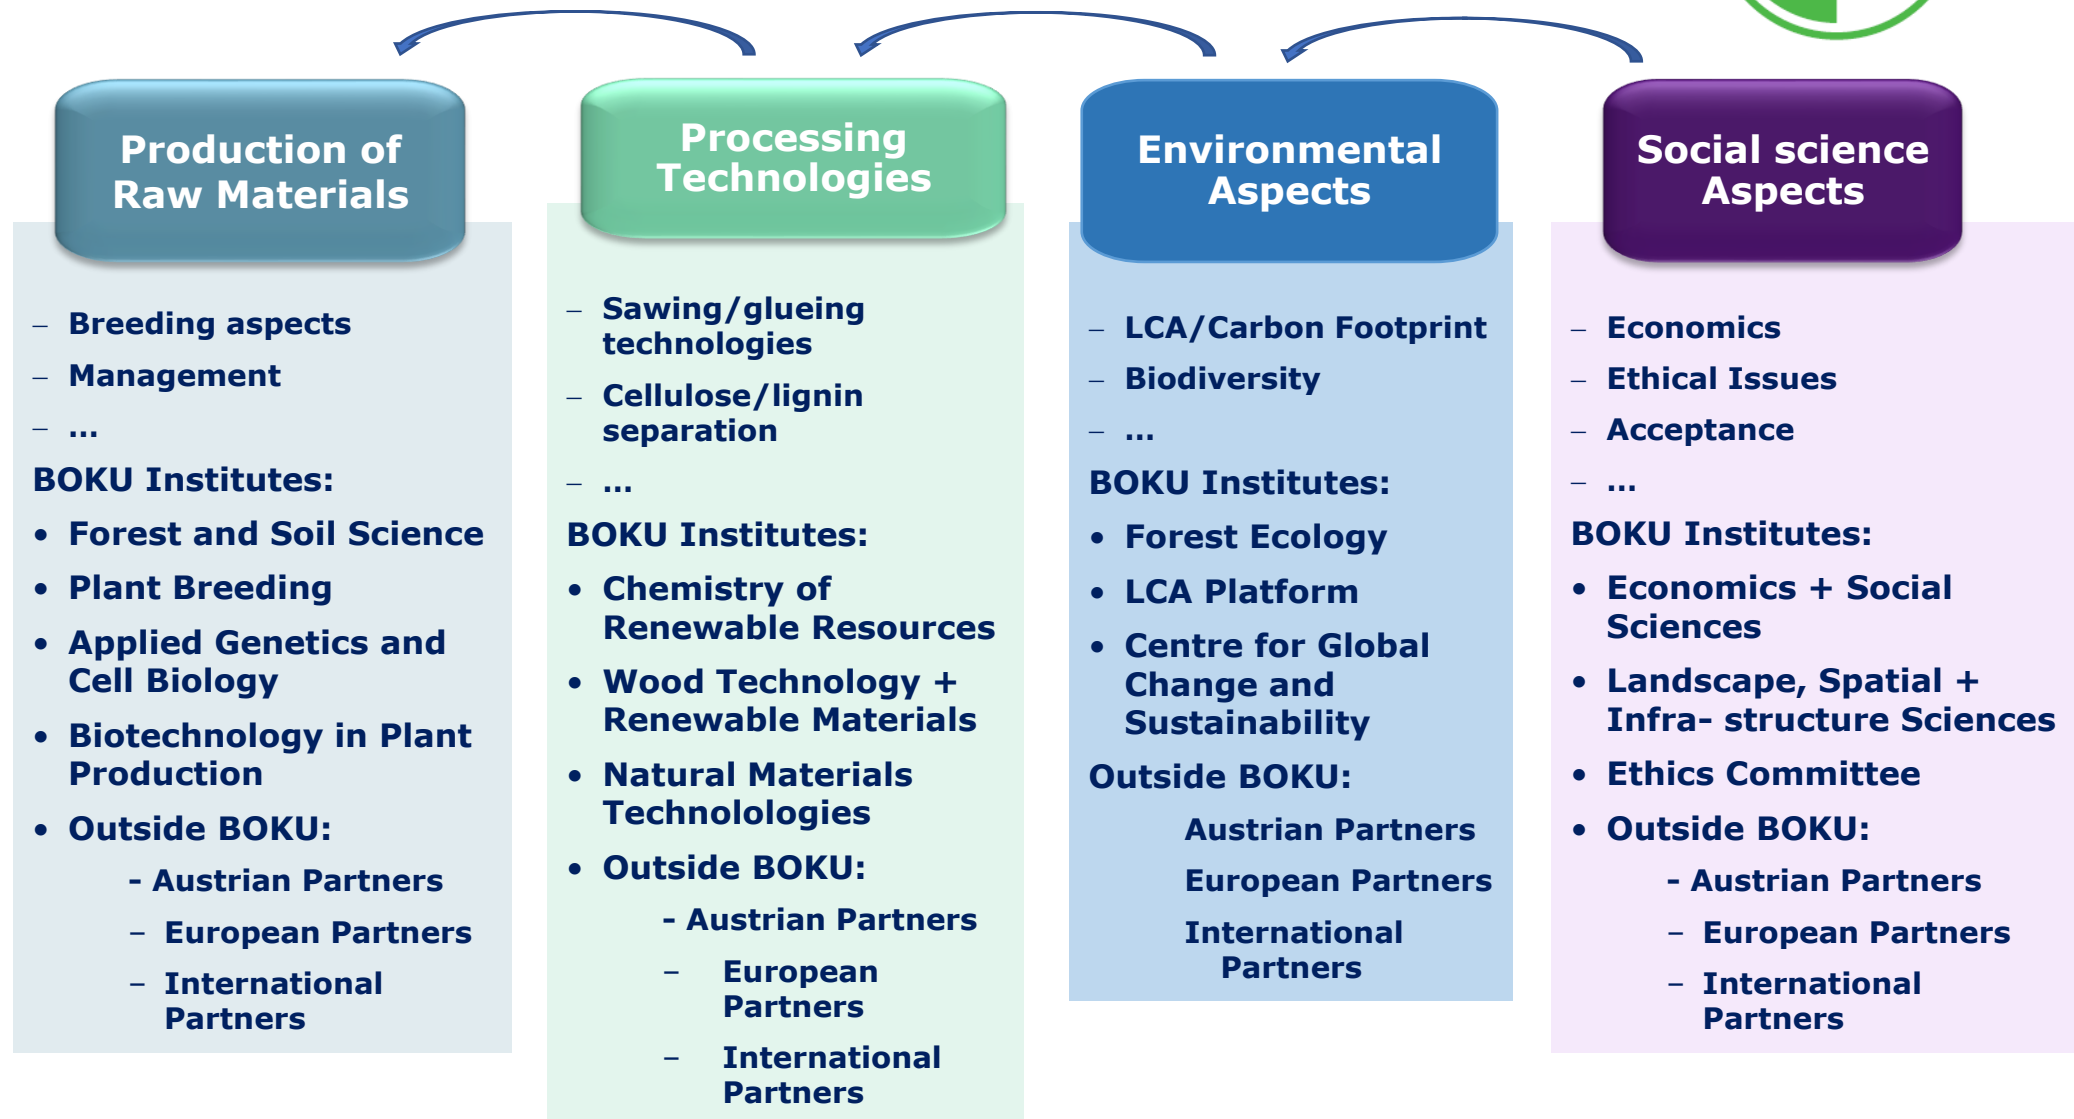 Production of
Raw Materials
– Breeding aspects
– Management
– ...
BOKU Institutes:
• Forest and Soil Science
• Plant Breeding
• Applied Genetics and
Cell Biology
• Biotechnology in Plant
Production
• Outside BOKU:
- Austrian Partners
– European Partners
– International
Partners
Processing
Technologies
– Sawing/glueing
technologies
– Cellulose/lignin
separation
– ...
BOKU Institutes:
• Chemistry of
Renewable Resources
• Wood Technology +
Renewable Materials
• Natural Materials
Technolologies
• Outside BOKU:
- Austrian Partners
– European
Partners
– International
Partners
Environmental
Aspects
– LCA/Carbon Footprint
– Biodiversity
– ...
BOKU Institutes:
• Forest Ecology
• LCA Platform
• Centre for Global
Change and
Sustainability
Outside BOKU:
Austrian Partners
European Partners
International
Partners
Social science
Aspects
– Economics
– Ethical Issues
– Acceptance
– ...
BOKU Institutes:
• Economics + Social
Sciences
• Landscape, Spatial +
Infra- structure Sciences
• Ethics Committee
• Outside BOKU:
- Austrian Partners
– European Partners
– International
Partners